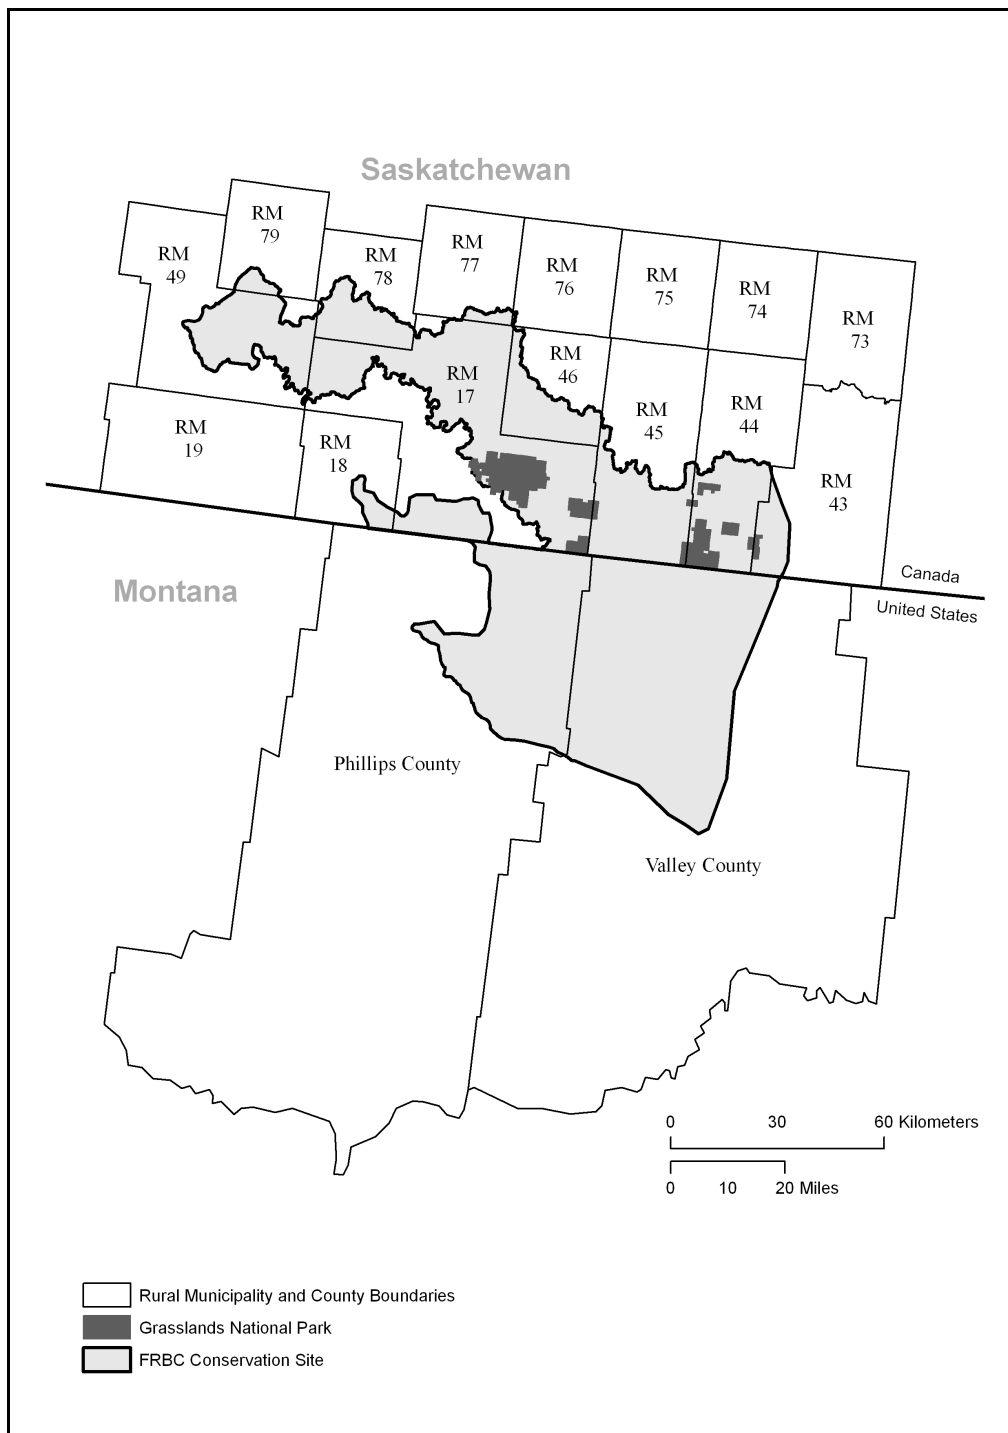 Saskatchewan
RM
79
RM
49
RM
78
RM
77
RM
76
RM
75
RM
74
RM
73
RM
46
RM
17
RM
45
RM
44
RM
19
RM
18
RM
43
Canada
United States
Montana
Phillips County
Valley County
0 30 60 Kilometers
0 10 20 Miles
Rural Municipality and County Boundaries
Grasslands National Park
FRBC Conservation Site